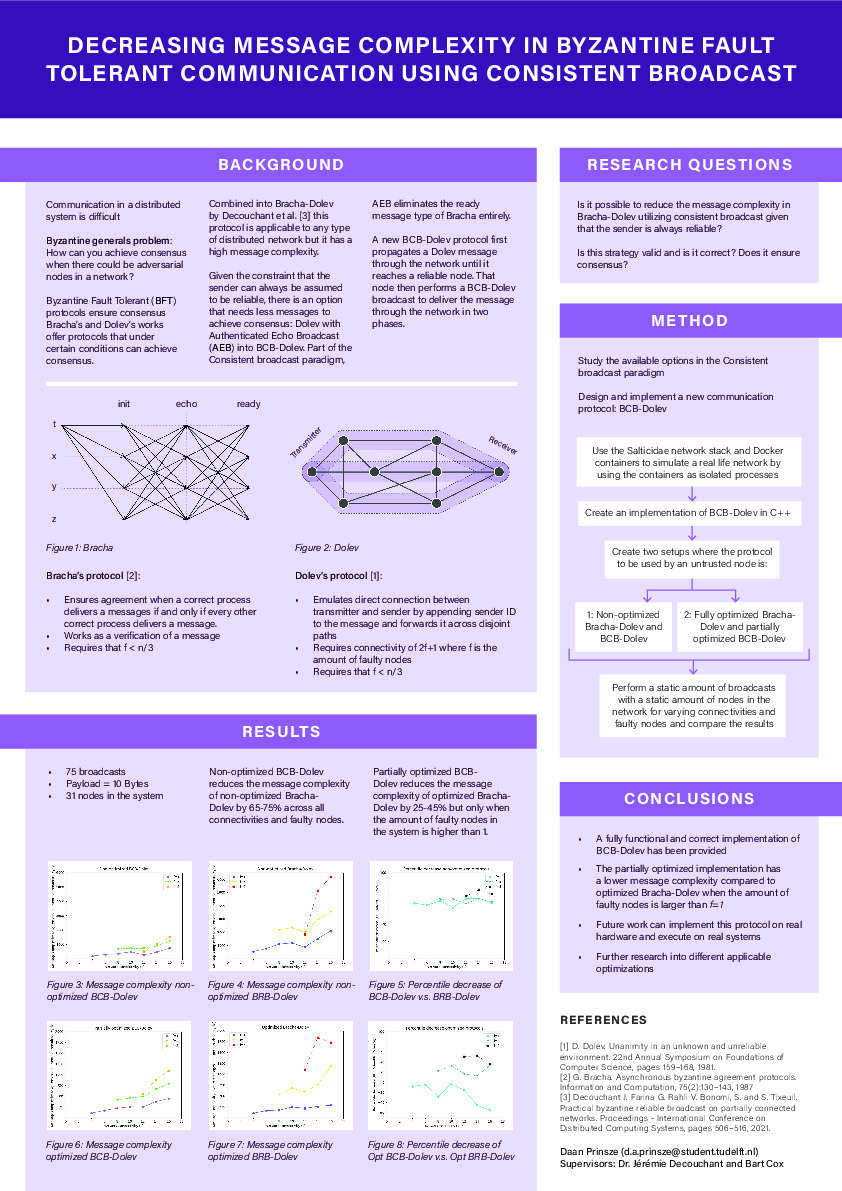 DECREASING MESSAGE COMPLEXITY IN BYZANTINE FAULT
TOLERANT COMMUNICATION USING CONSISTENT BROADCAST
BACKGROUND
Communication in a distributed
system is difficult
Byzantine generals problem:
How can you achieve consensus
when there could be adversarial
nodes in a network?
Byzantine Fault Tolerant (BFT)
protocols ensure consensus
Bracha's and Dolev's works
offer protocols that under
certain conditions can achieve
consensus.
Combined into Bracha-Dolev
by Decouchant et al. [3] this
protocol is applicable to any type
of distributed network but it has a
high message complexity.
Given the constraint that the
sender can always be assumed
to be reliable, there is an option
that needs less messages to
achieve consensus: Dolev with
Authenticated Echo Broadcast
(AEB) into BCB-Dolev. Part of the
Consistent broadcast paradigm,
AEB eliminates the ready
message type of Bracha entirely.
A new BCB-Dolev protocol first
propagates a Dolev message
through the network until it
reaches a reliable node. That
node then performs a BCB-Dolev
broadcast to deliver the message
through the network in two
phases.
init echo ready
t
x
y
z
Figure 1: Bracha
Transmitter
Receiver
Figure 2: Dolev
Bracha's protocol [2]:
• Ensures agreement when a correct process
delivers a messages if and only if every other
correct process delivers a message.
• Works as a verification of a message
• Requires that f < n/3
Dolev's protocol [1]:
• Emulates direct connection between
transmitter and sender by appending sender ID
to the message and forwards it across disjoint
paths
• Requires connectivity of 2f+1 where f is the
amount of faulty nodes
• Requires that f < n/3
RESULTS
• 75 broadcasts
• Payload = 10 Bytes
• 31 nodes in the system
Non-optimized BCB-Dolev
reduces the message complexity
of non-optimized Bracha-
Dolev by 65-75% across all
connectivities and faulty nodes.
Partially optimized BCB-
Dolev reduces the message
complexity of optimized Bracha-
Dolev by 25-45% but only when
the amount of faulty nodes in
the system is higher than 1.
Figure 3: Message complexity non-
optimized BCB-Dolev
Figure 4: Message complexity non-
optimized BRB-Dolev
Figure 5: Percentile decrease of
BCB-Dolev v.s. BRB-Dolev
Partially optimized BCB-Dolev
Optimized Bracha-Dolev
Percentile decrease optimized protocols
Figure 6: Message complexity
optimized BCB-Dolev
Figure 7: Message complexity
optimized BRB-Dolev
Figure 8: Percentile decrease of
Opt BCB-Dolev v.s. Opt BRB-Dolev
RESEARCH QUESTIONS
Is it possible to reduce the message complexity in
Bracha-Dolev utilizing consistent broadcast given
that the sender is always reliable?
Is this strategy valid and is it correct? Does it ensure
consensus?
METHOD
Study the available options in the Consistent
broadcast paradigm
Design and implement a new communication
protocol: BCB-Dolev
Use the Salticidae network stack and Docker
containers to simulate a real life network by
using the containers as isolated processes
Create an implementation of BCB-Dolev in C++
Create two setups where the protocol
to be used by an untrusted node is:
1: Non-optimized
Bracha-Dolev and
BCB-Dolev
2: Fully optimized Bracha-
Dolev and partially
optimized BCB-Dolev
Perform a static amount of broadcasts
with a static amount of nodes in the
network for varying connectivities and
faulty nodes and compare the results
CONCLUSIONS
• A fully functional and correct implementation of
BCB-Dolev has been provided
• The partially optimized implementation has
a lower message complexity compared to
optimized Bracha-Dolev when the amount of
faulty nodes is larger than f=1
• Future work can implement this protocol on real
hardware and execute on real systems
• Further research into different applicable
optimizations
REFERENCES
[1] D. Dolev. Unanimity in an unknown and unreliable
environment. 22nd Annual Symposium on Foundations of
Computer Science, pages 159–168, 1981.
[2] G. Bracha. Asynchronous byzantine agreement protocols.
Information and Computation, 75(2):130–143, 1987
[3] Decouchant J. Farina G. Rahli V. Bonomi, S. and S. Tixeuil.
Practical byzantine reliable broadcast on partially connected
networks. Proceedings - International Conference on
Distributed Computing Systems, pages 506–516, 2021.
Daan Prinsze (d.a.prinsze@student.tudelft.nl)
Supervisors: Dr. Jérémie Decouchant and Bart Cox